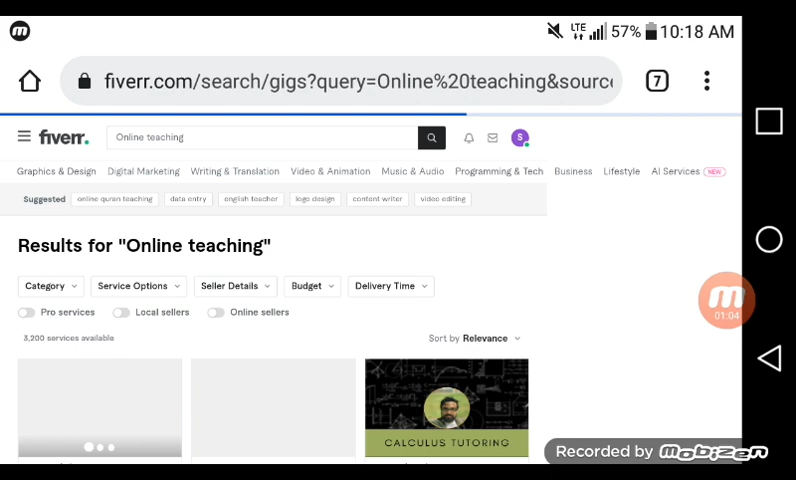 LTE 57% 10:18 AM
fiverr.com/search/gigs?query=Online%20teaching&sourc 7
fiverr. Online teaching S
Graphics & Design Digital Marketing Writing & Translation Video & Animation Music & Audio Programming & Tech Business Lifestyle AI Services NEW
Suggested online quran teaching data entry english teacher logo design content writer video editing
Results for "Online teaching"
Category Service Options Seller Details Budget Delivery Time
Pro services Local sellers Online sellers
01:04
3,200 services available Sort by Relevance
CALCULUS TUTORING
Recorded by mobizen